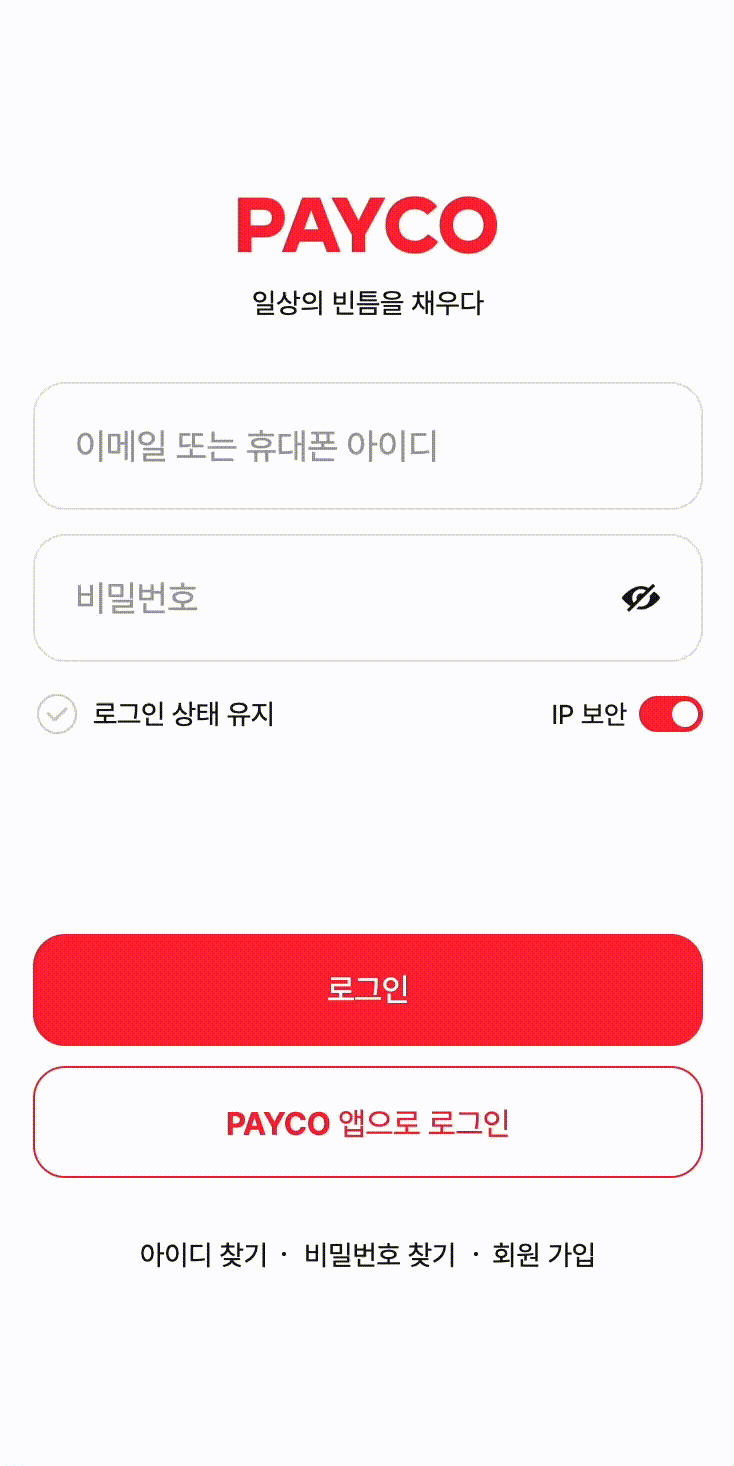 PAYCO
일상의 빈틈을 채우다
이메일 또는 휴대폰 아이디
비밀번호
로그인 상태 유지 IP 보안
로그인
PAYCO 앱으로 로그인
아이디 찾기 · 비밀번호 찾기 · 회원 가입